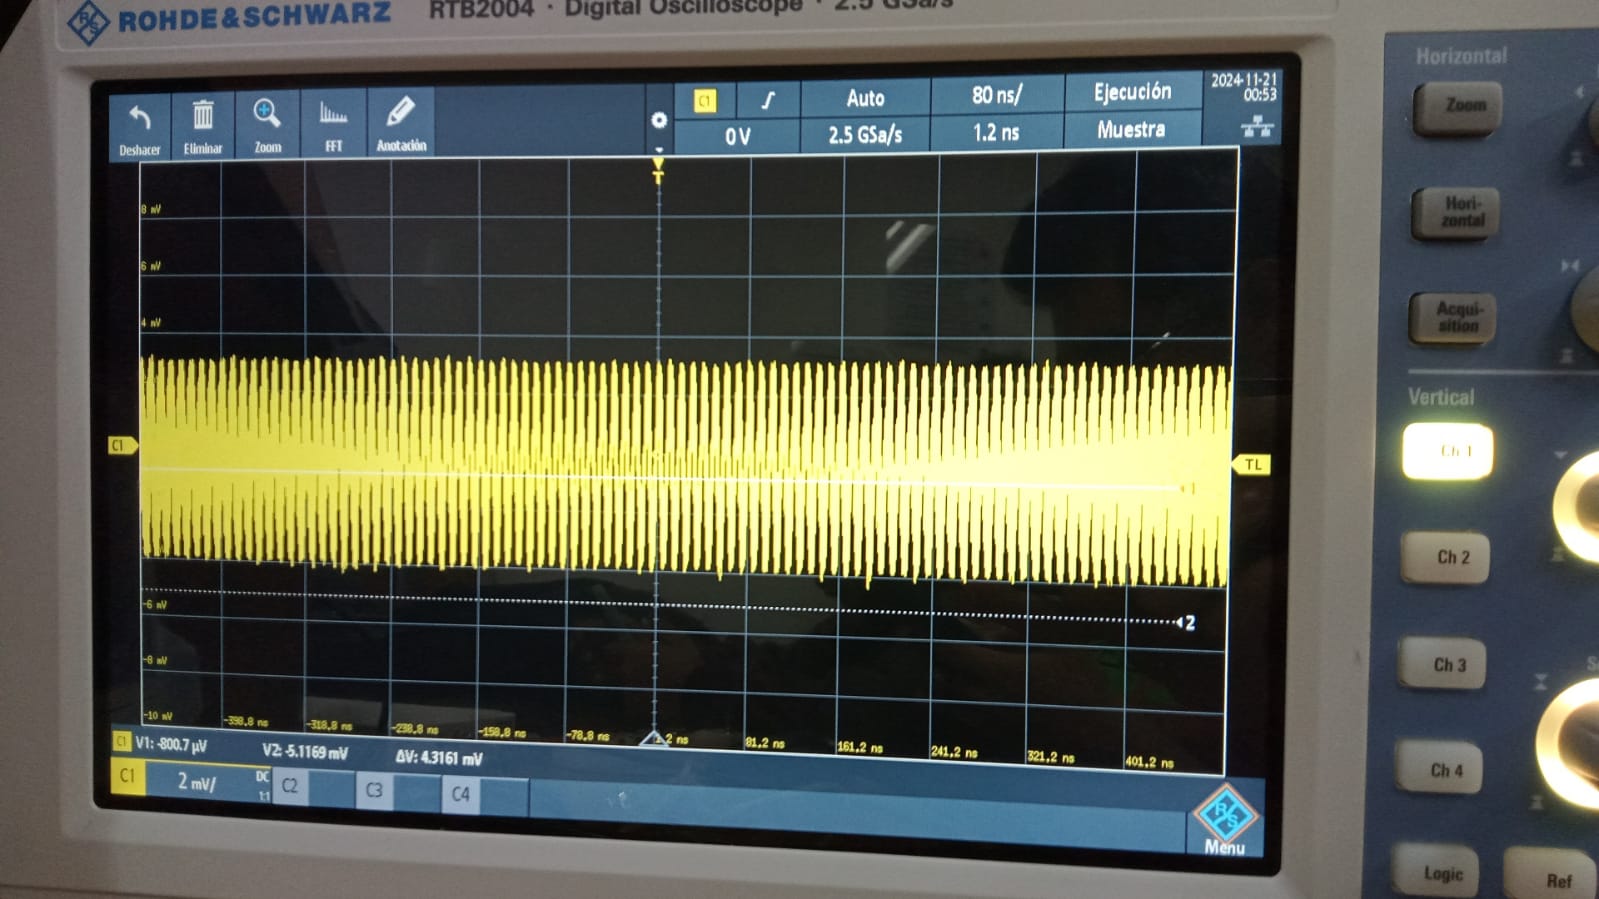 ROHDE&SCHWARZ RTB2004 · Digital Oscilloscope · 2.5 GSa/s
Deshacer Eliminar Zoom FFT Anotación
C1 Auto 80 ns/ Ejecución
0 V 2.5 GSa/s 1.2 ns Muestra
2024-11-21
00:53
T
8 mV
6 mV
4 mV
C1
TL
2
-6 mV
-8 mV
-10 mV
-398,8 ns -318,8 ns -238,8 ns -158,8 ns -78,8 ns 1,2 ns 81,2 ns 161,2 ns 241,2 ns 321,2 ns 401,2 ns
C1 V1: -800.7 µV V2: -5.1169 mV ΔV: 4.3161 mV
C1 2 mV/ DC 1:1 C2 C3 C4
R/S
Menu
Horizontal
Zoom
Hori-
zontal
Acqui-
sition
Vertical
Ch 1
Ch 2
Ch 3
Ch 4
Logic
Ref